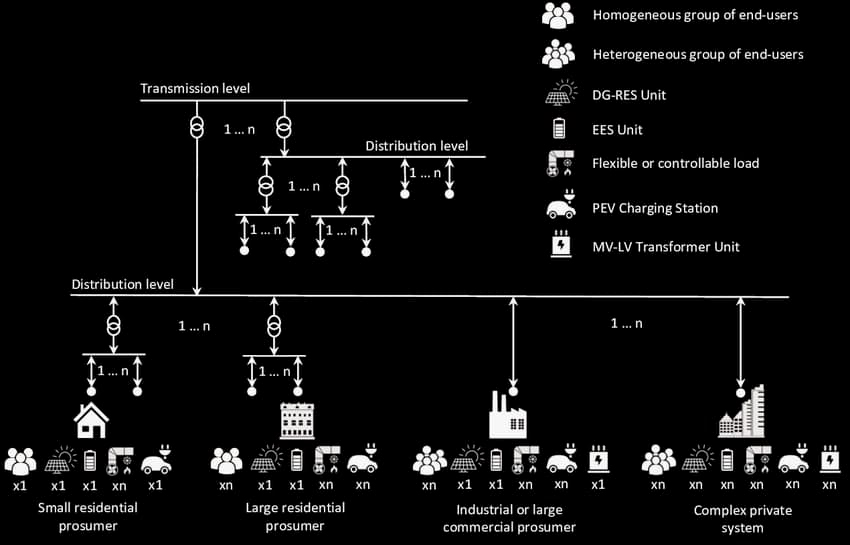 Homogeneous group of end-users
Heterogeneous group of end-users
DG-RES Unit
EES Unit
Flexible or controllable load
PEV Charging Station
MV-LV Transformer Unit
Transmission level
1 ... n
Distribution level
1 ... n
1 ... n
1 ... n
1 ... n
Distribution level
1 ... n
1 ... n
1 ... n
1 ... n
x1 x1 x1 xn x1
xn x1 x1 xn xn
xn x1 x1 xn xn x1
xn xn xn xn xn xn
Small residential
prosumer
Large residential
prosumer
Industrial or large
commercial prosumer
Complex private
system